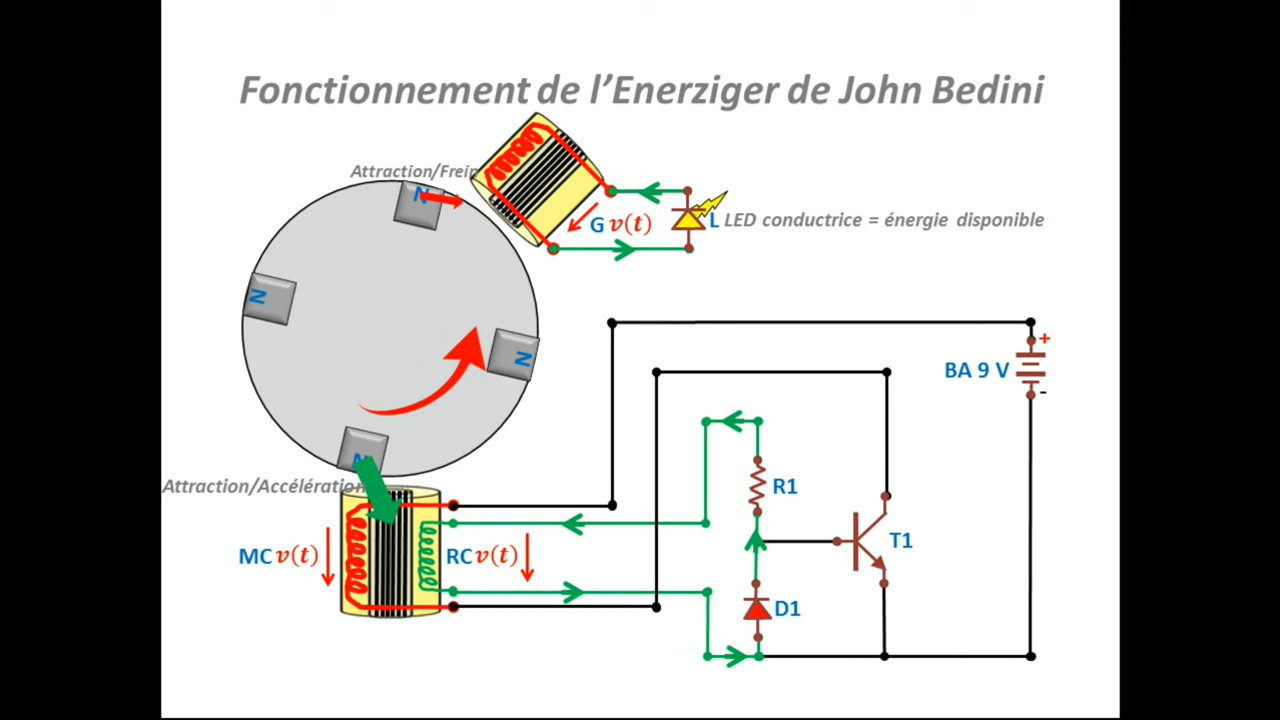 Fonctionnement de l'Enerziger de John Bedini
Attraction/Frein
N
G v(t)
L LED conductrice = énergie disponible
N
N
+
BA 9 V
-
N
R1
Attraction/Accélération
MC v(t)
RC v(t)
T1
D1